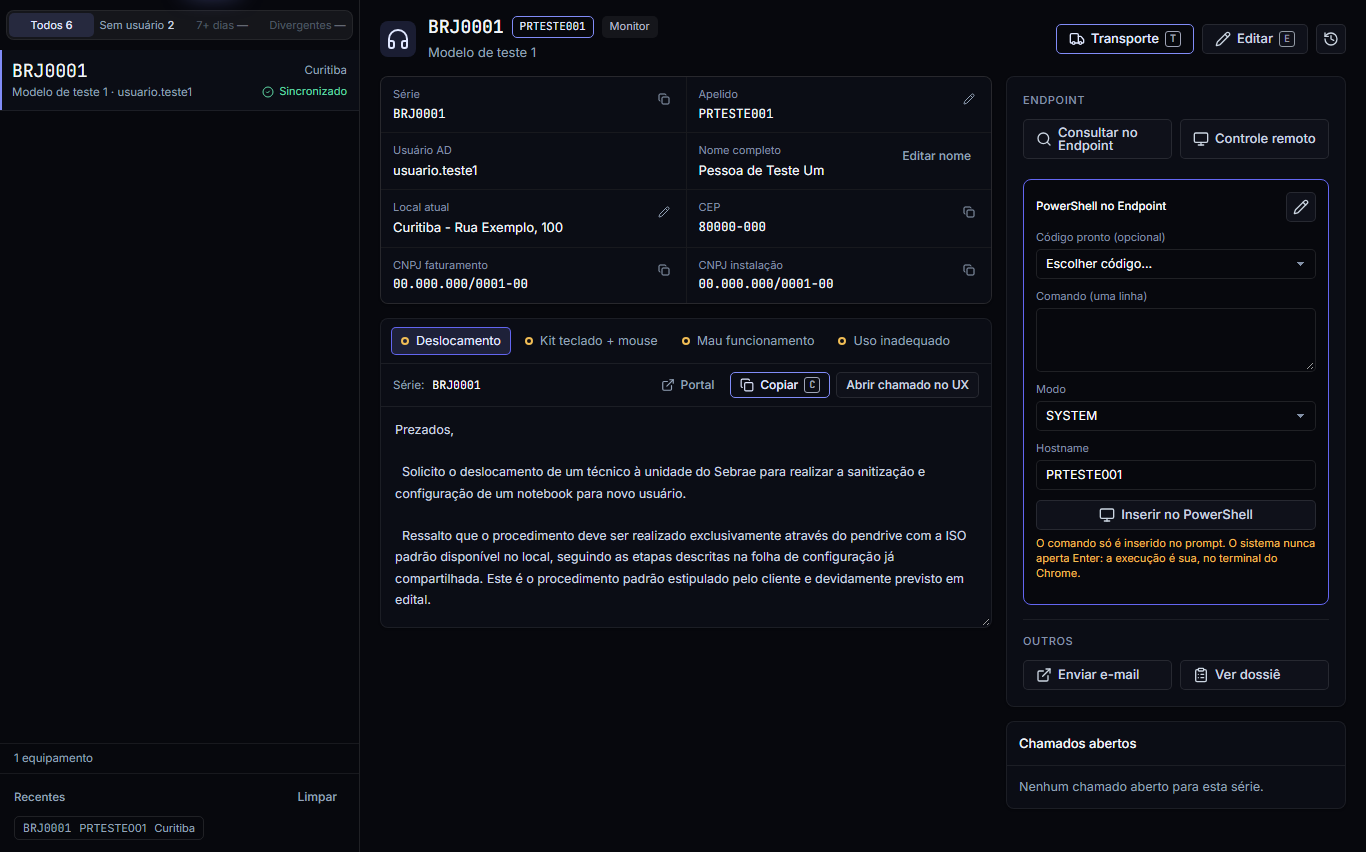 Todos 6 Sem usuário 2 7+ dias — Divergentes —
BRJ0001 Curitiba
Modelo de teste 1 · usuario.teste1 Sincronizado
1 equipamento
Recentes Limpar
BRJ0001 PRTESTE001 Curitiba
BRJ0001 PRTESTE001 Monitor
Modelo de teste 1
Transporte T Editar E
Série
BRJ0001
Apelido
PRTESTE001
Usuário AD
usuario.teste1
Nome completo
Pessoa de Teste Um
Editar nome
Local atual
Curitiba - Rua Exemplo, 100
CEP
80000-000
CNPJ faturamento
00.000.000/0001-00
CNPJ instalação
00.000.000/0001-00
Deslocamento Kit teclado + mouse Mau funcionamento Uso inadequado
Série: BRJ0001 Portal Copiar C Abrir chamado no UX
Prezados,
Solicito o deslocamento de um técnico à unidade do Sebrae para realizar a sanitização e
configuração de um notebook para novo usuário.
Ressalto que o procedimento deve ser realizado exclusivamente através do pendrive com a ISO
padrão disponível no local, seguindo as etapas descritas na folha de configuração já
compartilhada. Este é o procedimento padrão estipulado pelo cliente e devidamente previsto em
edital.
ENDPOINT
Consultar no
Endpoint
Controle remoto
PowerShell no Endpoint
Código pronto (opcional)
Escolher código...
Comando (uma linha)
Modo
SYSTEM
Hostname
PRTESTE001
Inserir no PowerShell
O comando só é inserido no prompt. O sistema nunca
aperta Enter: a execução é sua, no terminal do
Chrome.
OUTROS
Enviar e-mail Ver dossiê
Chamados abertos
Nenhum chamado aberto para esta série.